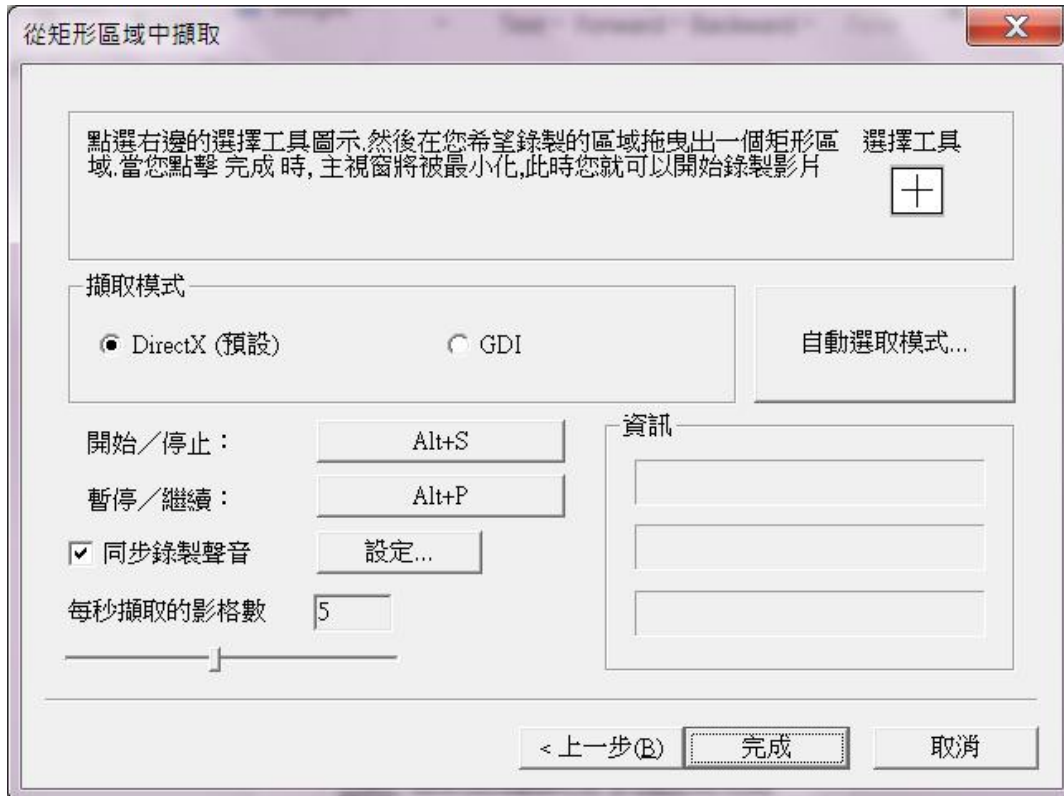 從矩形區域中擷取
點選右邊的選擇工具圖示.然後在您希望錄製的區域拖曳出一個矩形區
域.當您點擊 完成 時, 主視窗將被最小化,此時您就可以開始錄製影片
選擇工具
擷取模式
DirectX (預設)
GDI
自動選取模式...
開始／停止：
Alt+S
暫停／繼續：
Alt+P
同步錄製聲音
設定...
每秒擷取的影格數
5
資訊
< 上一步(B)
完成
取消